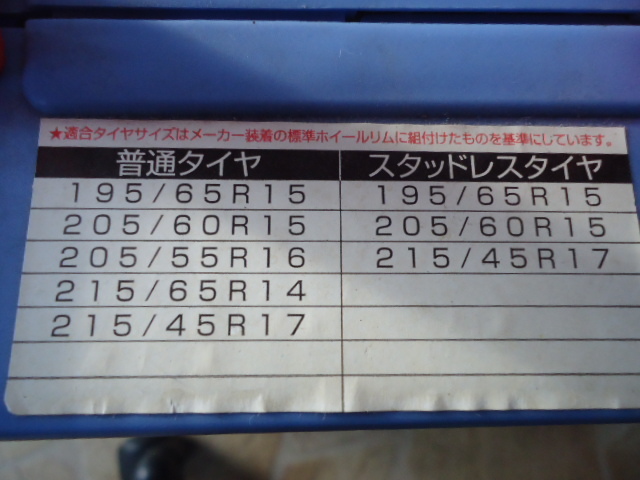 ★適合タイヤサイズはメーカー装着の標準ホイールリムに組付けたものを基準にしています。
普通タイヤ スタッドレスタイヤ
195/65R15 195/65R15
205/60R15 205/60R15
205/55R16 215/45R17
215/65R14
215/45R17